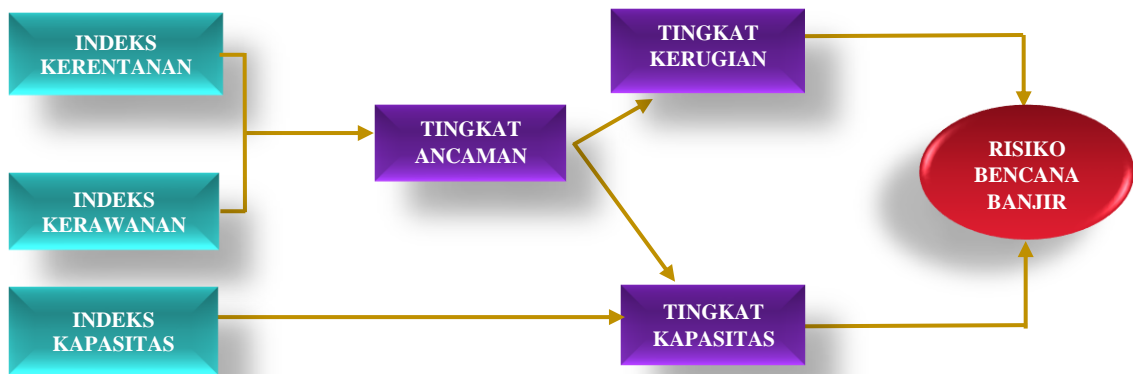 INDEKS
KERENTANAN
INDEKS
KERAWANAN
INDEKS
KAPASITAS
TINGKAT
ANCAMAN
TINGKAT
KERUGIAN
TINGKAT
KAPASITAS
RISIKO
BENCANA
BANJIR